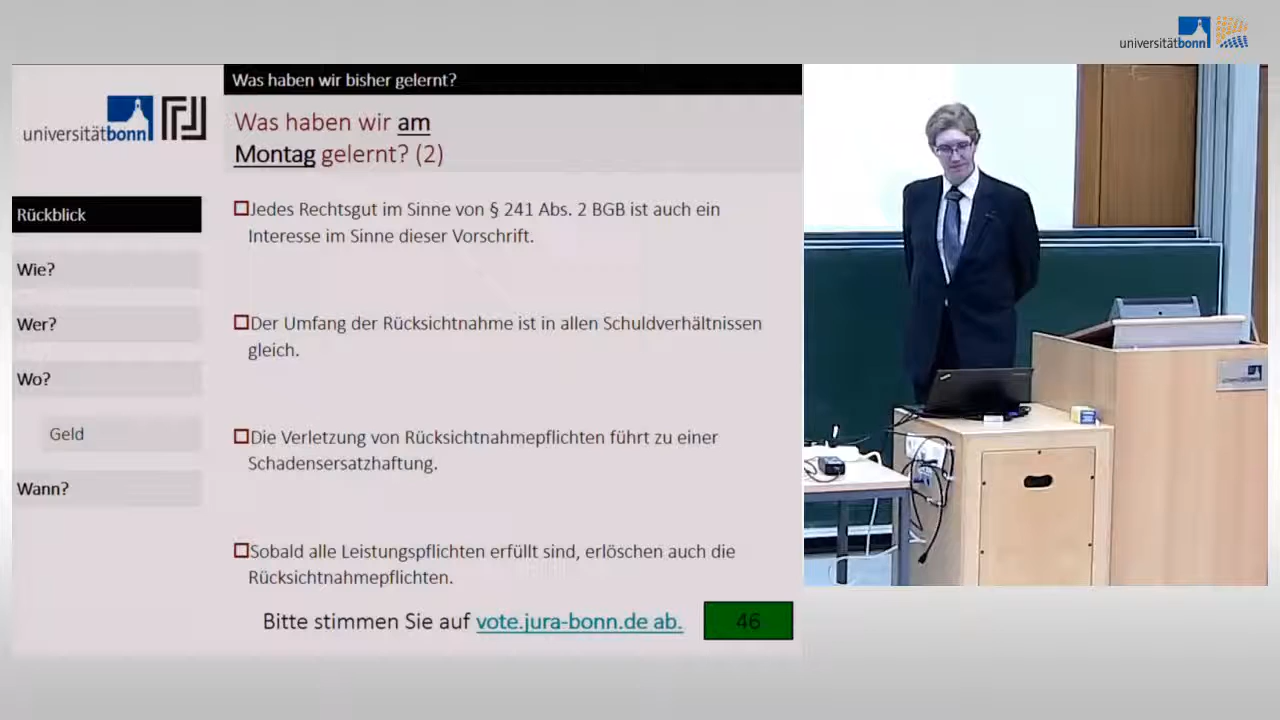 universitätbonn
Was haben wir bisher gelernt?
universitätbonn
Was haben wir am
Montag gelernt? (2)
Rückblick
Wie?
Wer?
Wo?
Geld
Wann?
Jedes Rechtsgut im Sinne von § 241 Abs. 2 BGB ist auch ein
Interesse im Sinne dieser Vorschrift.
Der Umfang der Rücksichtnahme ist in allen Schuldverhältnissen
gleich.
Die Verletzung von Rücksichtnahmepflichten führt zu einer
Schadensersatzhaftung.
Sobald alle Leistungspflichten erfüllt sind, erlöschen auch die
Rücksichtnahmepflichten.
Bitte stimmen Sie auf vote.jura-bonn.de ab.
46